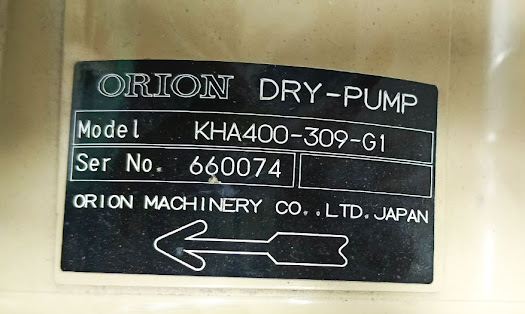 ORION DRY-PUMP
Model KHA400-309-G1
Ser No. 660074
ORION MACHINERY CO.,LTD.JAPAN